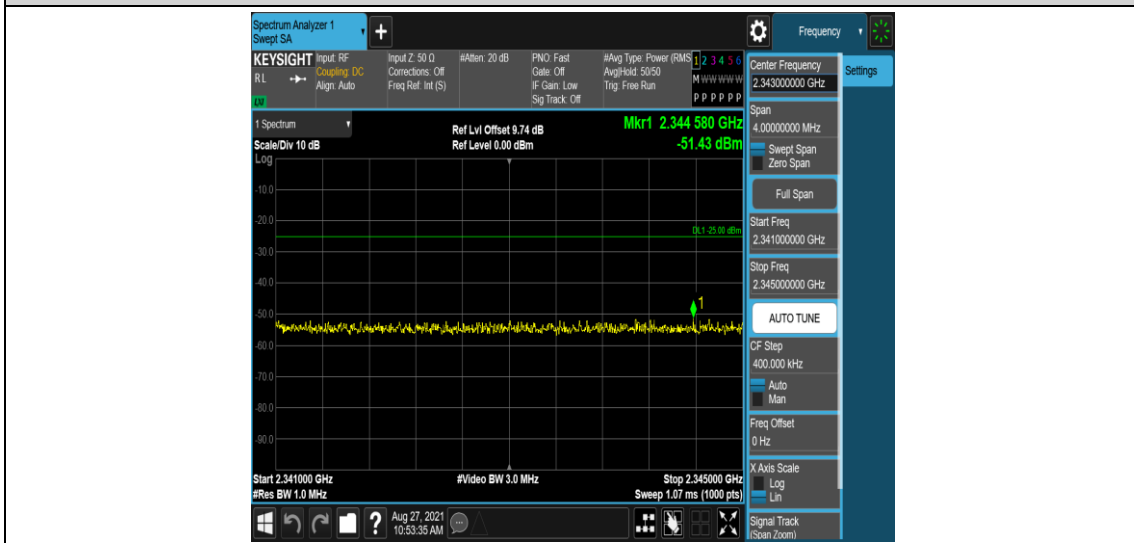 Spectrum Analyzer 1
Swept SA
+
Frequency
KEYSIGHT
RL
LXI
Input: RF
Coupling: DC
Align: Auto
Input Z: 50 Ω
Corrections: Off
Freq Ref: Int (S)
#Atten: 20 dB
PNO: Fast
Gate: Off
IF Gain: Low
Sig Track: Off
#Avg Type: Power (RMS
Avg|Hold: 50/50
Trig: Free Run
1 2 3 4 5 6
M W W W W W
P P P P P P
1 Spectrum
Scale/Div 10 dB
Log
Ref Lvl Offset 9.74 dB
Ref Level 0.00 dBm
Mkr1 2.344 580 GHz
-51.43 dBm
-10.0
-20.0
DL1 -25.00 dBm
-30.0
-40.0
-50.0
1
-60.0
-70.0
-80.0
-90.0
Start 2.341000 GHz
#Video BW 3.0 MHz
Stop 2.345000 GHz
#Res BW 1.0 MHz
Sweep 1.07 ms (1000 pts)
Center Frequency
2.343000000 GHz
Settings
Span
4.00000000 MHz
Swept Span
Zero Span
Full Span
Start Freq
2.341000000 GHz
Stop Freq
2.345000000 GHz
AUTO TUNE
CF Step
400.000 kHz
Auto
Man
Freq Offset
0 Hz
X Axis Scale
Log
Lin
Signal Track
(Span Zoom)
?
Aug 27, 2021
10:53:35 AM